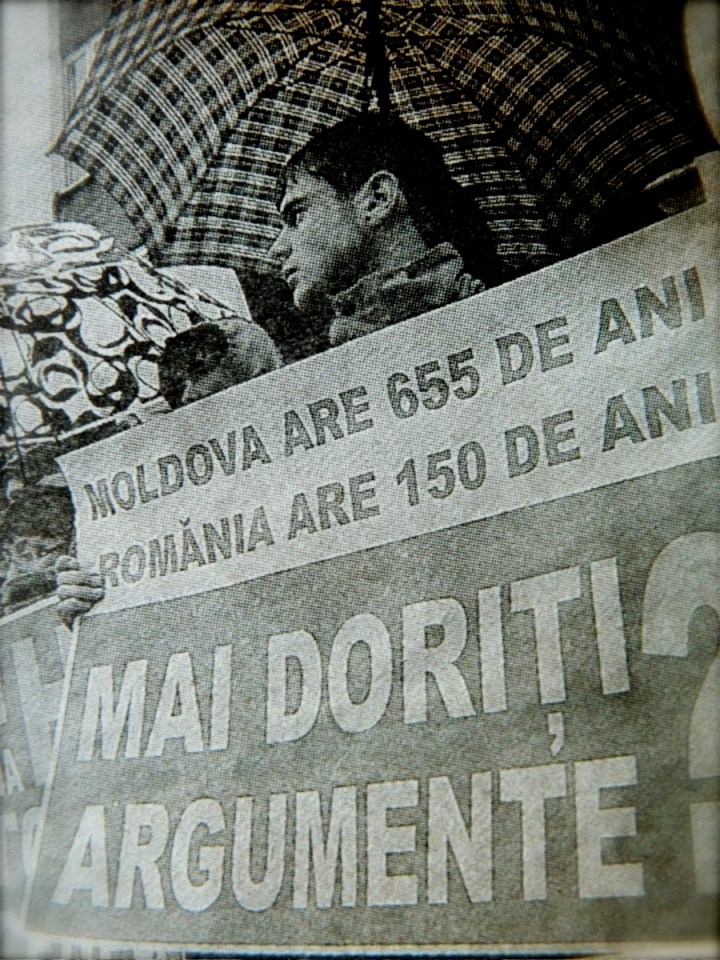 MOLDOVA ARE 655 DE ANI
ROMÂNIA ARE 150 DE ANI
MAI DORIȚI
ARGUMENTE?